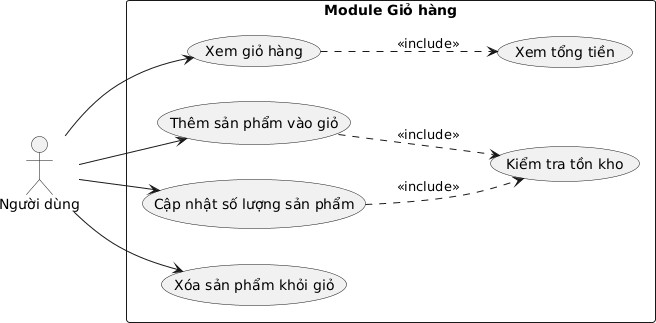 Module Giỏ hàng
Xem giỏ hàng
«include»
Xem tổng tiền
Thêm sản phẩm vào giỏ
«include»
Kiểm tra tồn kho
Người dùng
Cập nhật số lượng sản phẩm
«include»
Xóa sản phẩm khỏi giỏ